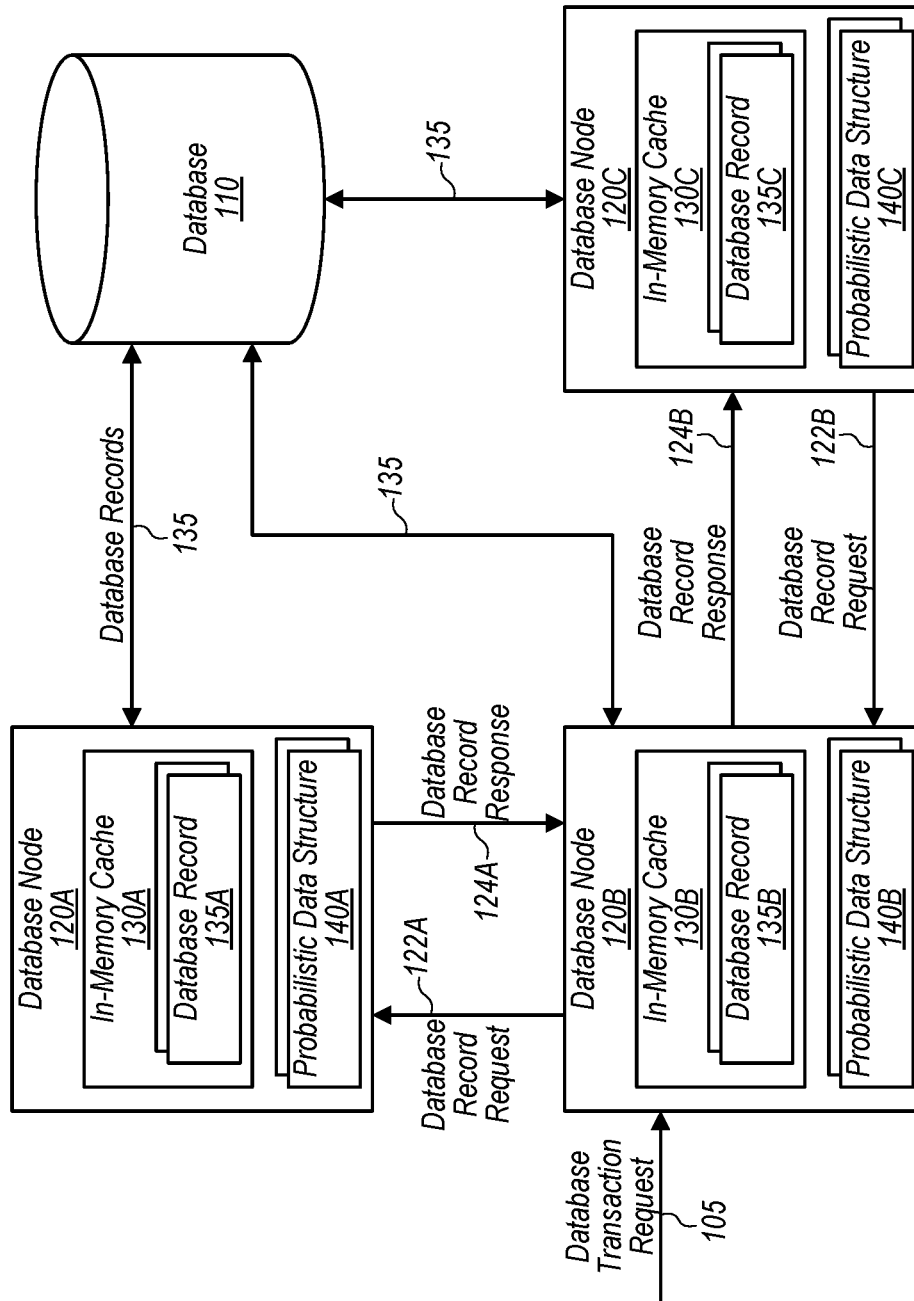 Database Node
120A
In-Memory Cache
130A
Database Record
135A
Probabilistic Data Structure
140A
Database Records
135
Database
110
Database
Record
Request
122A
Database
Record
Response
124A
135
135
Database
Transaction
Request
105
Database Node
120B
In-Memory Cache
130B
Database Record
135B
Probabilistic Data Structure
140B
Database
Record
Response
124B
Database
Record
Request
122B
Database Node
120C
In-Memory Cache
130C
Database Record
135C
Probabilistic Data Structure
140C